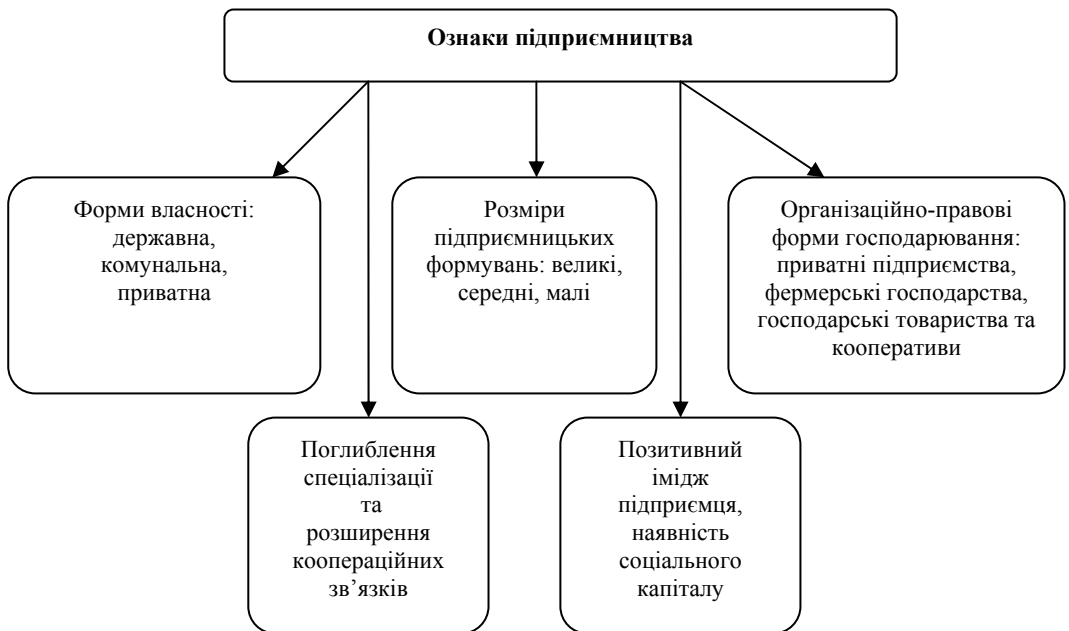 Ознаки підприємництва
Форми власності:
державна,
комунальна,
приватна
Розміри
підприємницьких
формувань: великі,
середні, малі
Організаційно-правові
форми господарювання:
приватні підприємства,
фермерські господарства,
господарські товариства та
кооперативи
Поглиблення
спеціалізації
та
розширення
коопераційних
зв’язків
Позитивний
імідж
підприємця,
наявність
соціального
капіталу